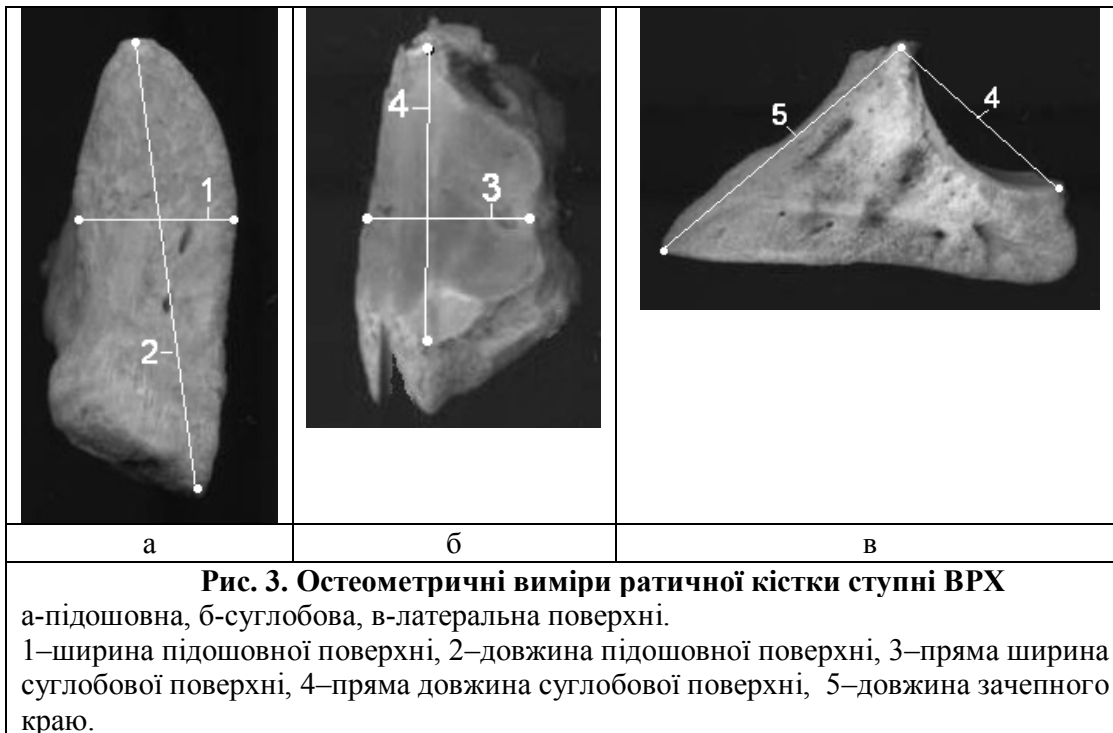 1
2
4
3
5
4
а
б
в
Рис. 3. Остеометричні виміри ратичної кістки ступні ВРХ
а-підошовна, б-суглобова, в-латеральна поверхні.
1–ширина підошовної поверхні, 2–довжина підошовної поверхні, 3–пряма ширина
суглобової поверхні, 4–пряма довжина суглобової поверхні, 5–довжина зачепного
краю.